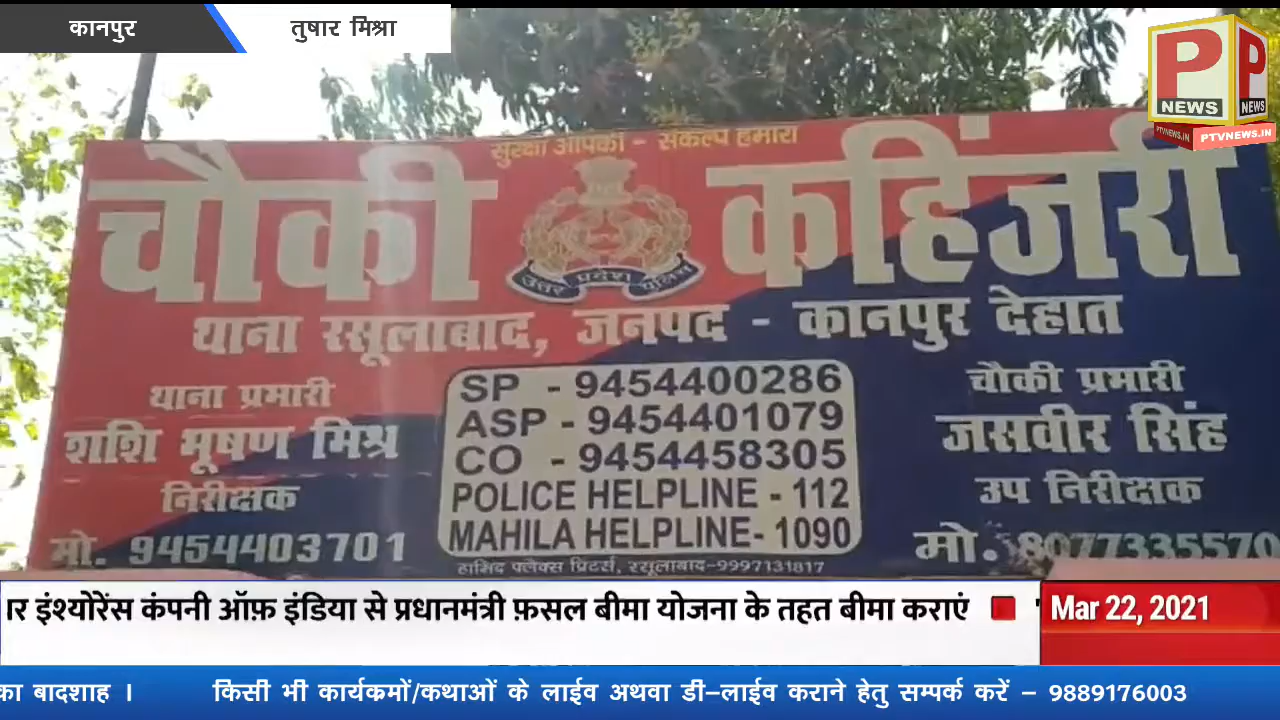 कानपुर
तुषार मिश्रा
P P
NEWS NEWS
PTVNEWS.IN PTVNEWS.IN
सुरक्षा आपकी - संकल्प हमारा
चौकी कहिंजरी
उत्तर प्रदेश पुलिस
थाना रसूलाबाद, जनपद - कानपुर देहात
थाना प्रभारी
शशि भूषण मिश्र
निरीक्षक
मो. 9454403701
SP - 9454400286
ASP - 9454401079
CO - 9454458305
POLICE HELPLINE - 112
MAHILA HELPLINE- 1090
चौकी प्रभारी
जसवीर सिंह
उप निरीक्षक
मो. 8077335570
हामिद फ्लेक्स प्रिंटर्स, रसूलाबाद-9997131817
इंश्योरेंस कंपनी ऑफ़ इंडिया से प्रधानमंत्री फ़सल बीमा योजना के तहत बीमा कराएं
Mar 22, 2021
का बादशाह । किसी भी कार्यक्रमों/कथाओं के लाईव अथवा डी–लाईव कराने हेतु सम्पर्क करें – 9889176003